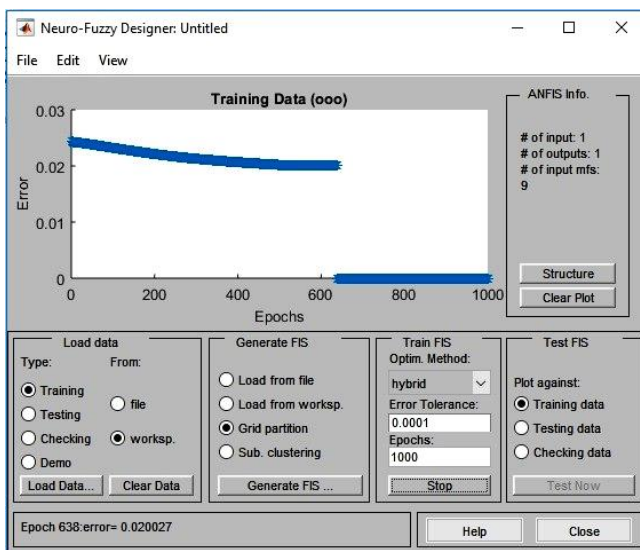 Neuro-Fuzzy Designer: Untitled
File Edit View
Training Data (ooo)
0.03
0.02
0.01
0
Error
0 200 400 600 800 1000
Epochs
ANFIS Info.
# of input: 1
# of outputs: 1
# of input mfs:
9
Structure
Clear Plot
Load data
Type: From:
Training
Testing
Checking
Demo
file
worksp.
Load Data... Clear Data
Generate FIS
Load from file
Load from worksp.
Grid partition
Sub. clustering
Generate FIS ...
Train FIS
Optim. Method:
hybrid
Error Tolerance:
0.0001
Epochs:
1000
Stop
Test FIS
Plot against:
Training data
Testing data
Checking data
Test Now
Epoch 638:error= 0.020027
Help Close